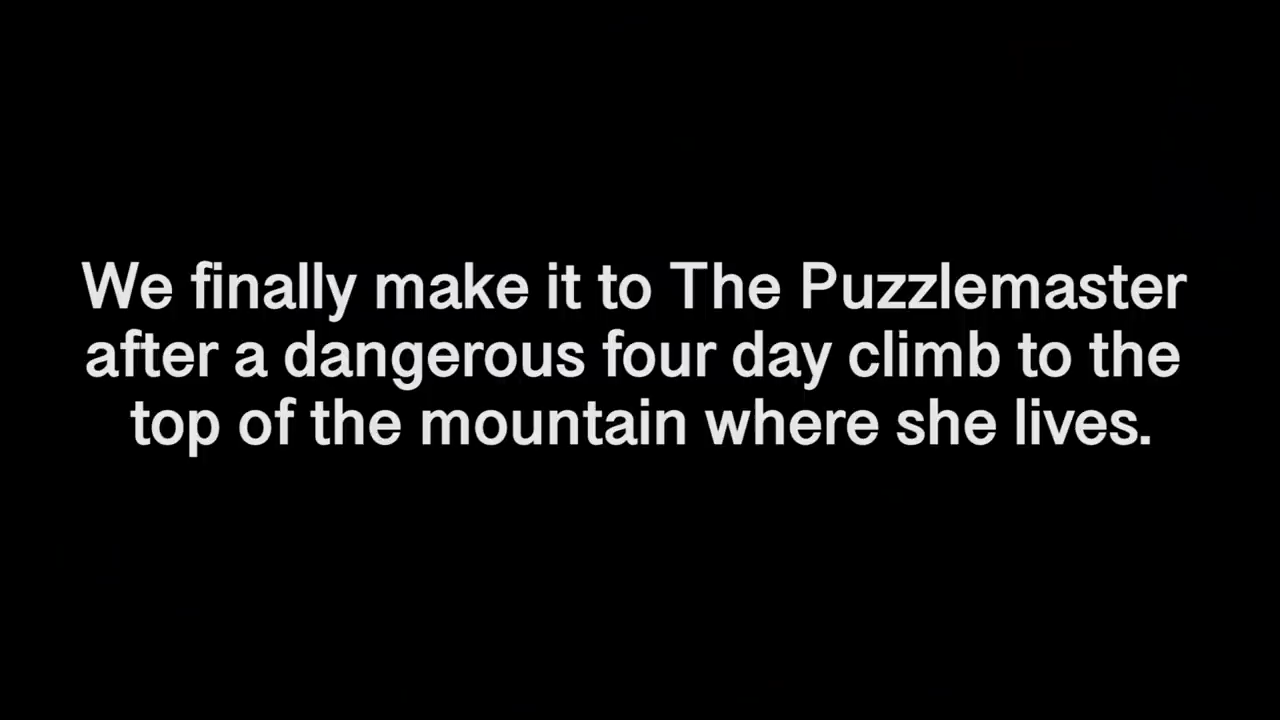 We finally make it to The Puzzlemaster
after a dangerous four day climb to the
top of the mountain where she lives.